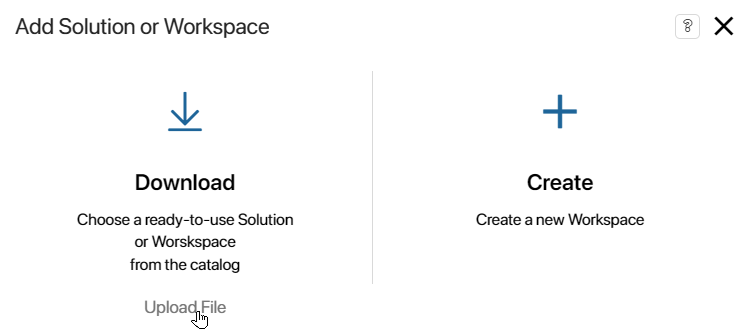 Add Solution or Workspace
?
Download
Choose a ready-to-use Solution
or Worskspace
from the catalog
Upload File
Create
Create a new Workspace